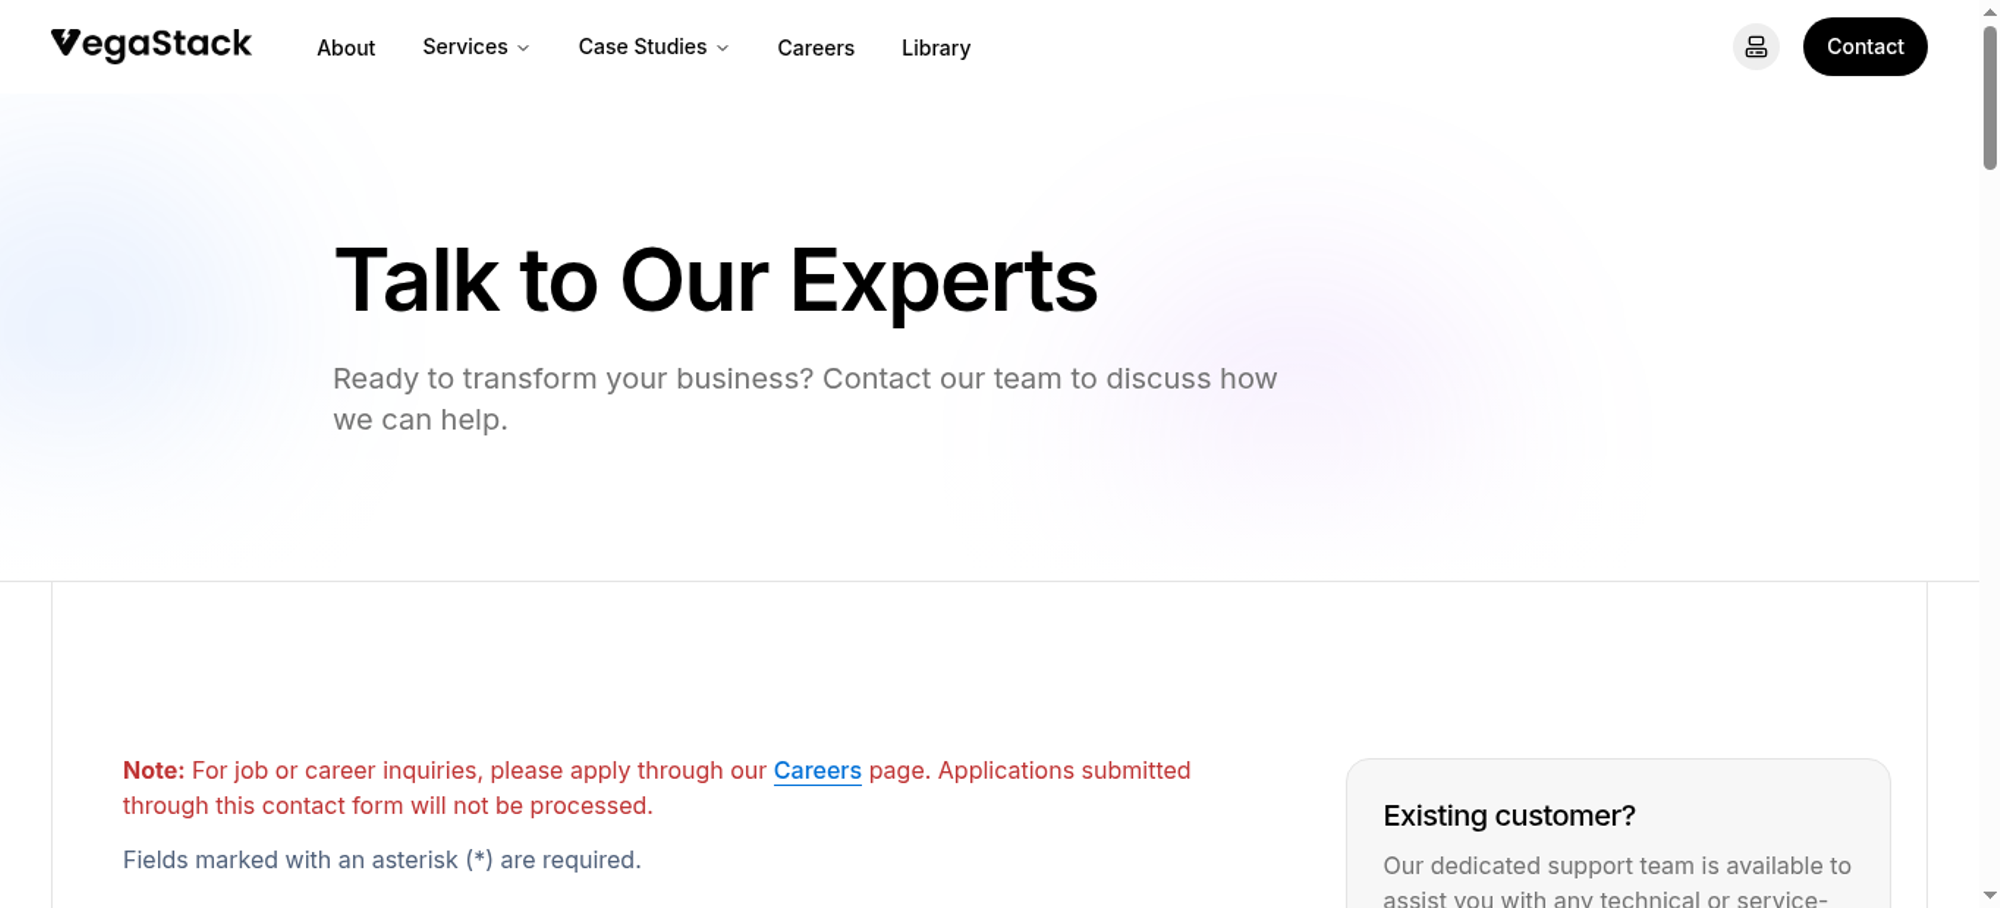 VegaStack
About
Services
Case Studies
Careers
Library
Contact
Talk to Our Experts
Ready to transform your business? Contact our team to discuss how
we can help.
Note: For job or career inquiries, please apply through our Careers page. Applications submitted
through this contact form will not be processed.
Fields marked with an asterisk (*) are required.
Existing customer?
Our dedicated support team is available to
assist you with any technical or service-